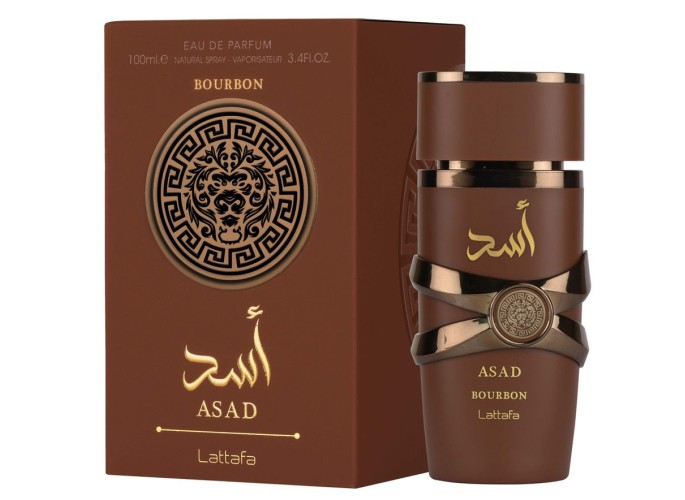 EAU DE PARFUM
100ml.e NATURAL SPRAY - VAPORISATEUR 3.4FL.OZ.
BOURBON
أسد
ASAD
Lattafa
أسد
ASAD
BOURBON
Lattafa